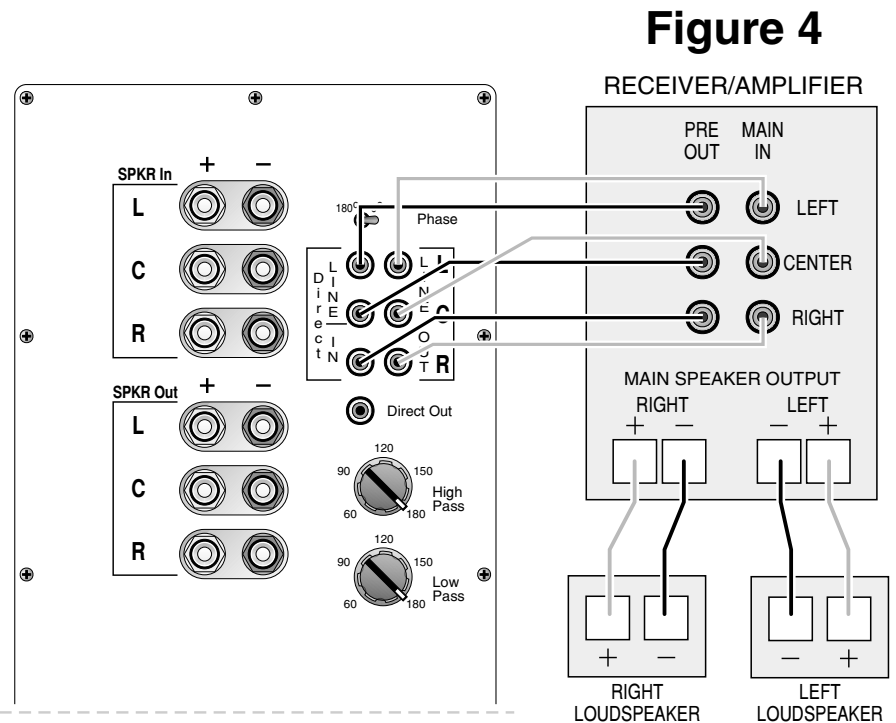 Figure 4
RECEIVER/AMPLIFIER
PRE OUT
MAIN IN
LEFT
CENTER
RIGHT
MAIN SPEAKER OUTPUT
RIGHT
LEFT
+ −
− +
+ −
− +
RIGHT
LOUDSPEAKER
LEFT
LOUDSPEAKER
SPKR In
+ −
L
C
R
SPKR Out
+ −
L
C
R
180°
Phase
Direct
LINE IN
LINE OUT
L
C
R
Direct Out
120
90
150
60
180
High
Pass
120
90
150
60
180
Low
Pass